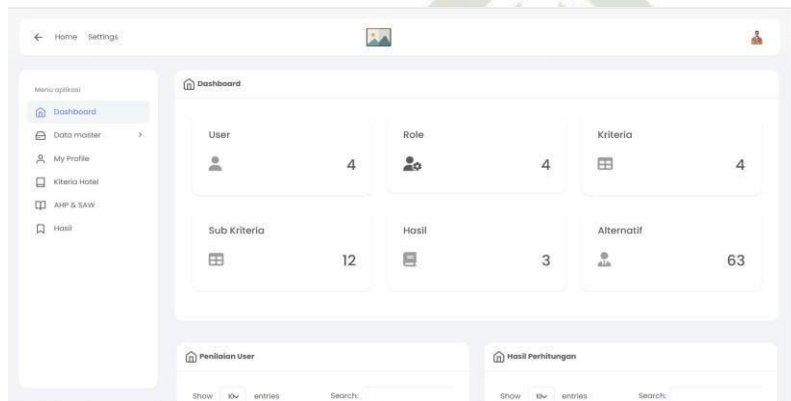 Home Settings
Menu aplikasi
Dashboard
Data master
My Profile
Kiteria Hotel
AHP & SAW
Hasil
Dashboard
User
4
Role
4
Kriteria
4
Sub Kriteria
12
Hasil
3
Alternatif
63
Penilaian User
Show 10 entries Search:
Hasil Perhitungan
Show 10 entries Search: